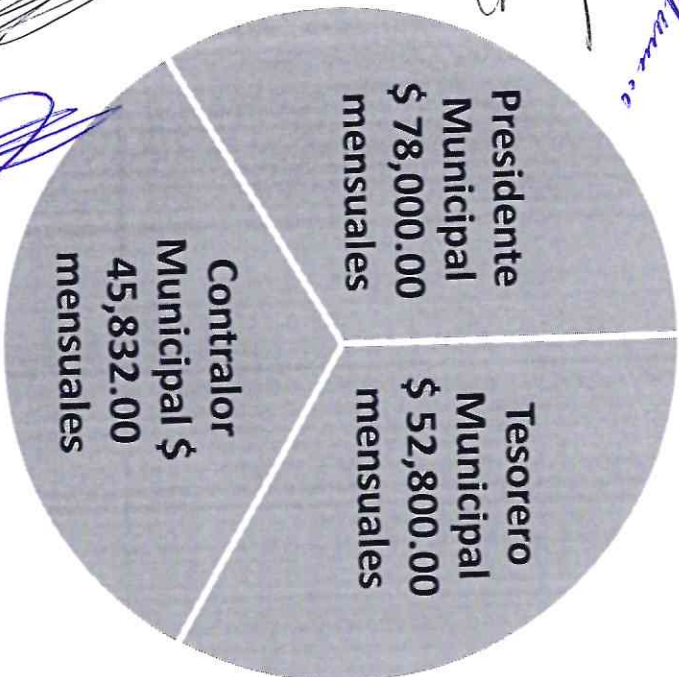 Presidente
Municipal
$ 78,000.00
mensuales
Tesorero
Municipal
$ 52,800.00
mensuales
Contralor
Municipal $
45,832.00
mensuales